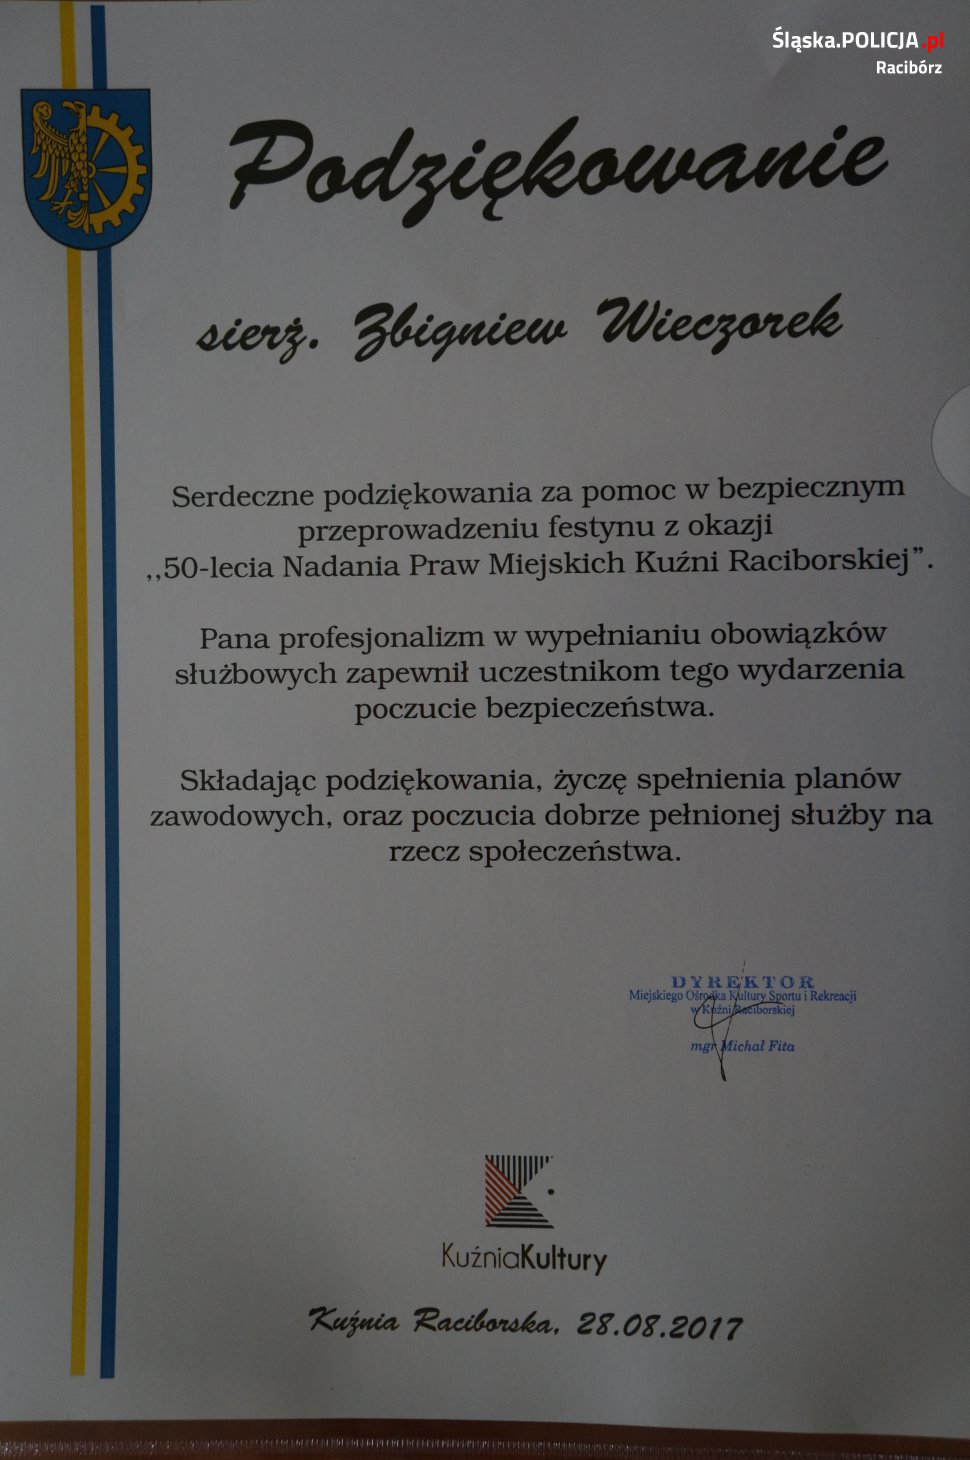 Śląska.POLICJA.pl
Racibórz
Podziękowanie
sierż. Zbigniew Wieczorek
Serdeczne podziękowania za pomoc w bezpiecznym
przeprowadzeniu festynu z okazji
,,50-lecia Nadania Praw Miejskich Kuźni Raciborskiej”.
Pana profesjonalizm w wypełnianiu obowiązków
służbowych zapewnił uczestnikom tego wydarzenia
poczucie bezpieczeństwa.
Składając podziękowania, życzę spełnienia planów
zawodowych, oraz poczucia dobrze pełnionej służby na
rzecz społeczeństwa.
DYREKTOR
Miejskiego Ośrodka Kultury Sportu i Rekreacji
w Kuźni Raciborskiej
mgr Michał Fita
KuźniaKultury
Kuźnia Raciborska, 28.08.2017